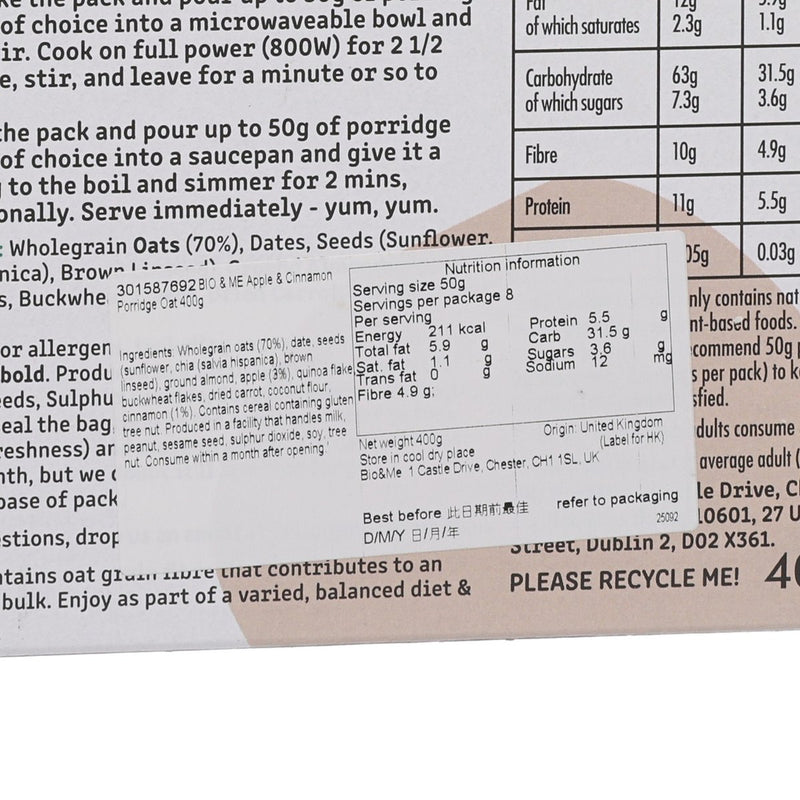 of choice into a microwaveable bowl and
ir. Cook on full power (800W) for 2 1/2
e, stir, and leave for a minute or so to
the pack and pour up to 50g of porridge
of choice into a saucepan and give it a
to the boil and simmer for 2 mins,
onally. Serve immediately - yum, yum.
: Wholegrain Oats (70%), Dates, Seeds (Sunflower,
nica), Brown
s, Buckwhe
or allergen
bold. Produ
eeds, Sulphu
eal the bag
reshness) an
nth, but we
base of pack
estions, drop
ntains oat grain fibre that contributes to an
bulk. Enjoy as part of a varied, balanced diet &
Fat 12g 5.9g
of which saturates 2.3g 1.1g
Carbohydrate 63g 31.5g
of which sugars 7.3g 3.6g
Fibre 10g 4.9g
Protein 11g 5.5g
05g 0.03g
301587692 BIO & ME Apple & Cinnamon
Porridge Oat 400g
Ingredients: Wholegrain oats (70%), date, seeds
(sunflower, chia (salvia hispanica), brown
linseed), ground almond, apple (3%), quinoa flake,
buckwheat flakes, dried carrot, coconut flour,
cinnamon (1%). Contains cereal containing gluten,
tree nut. Produced in a facility that handles milk,
peanut, sesame seed, sulphur dioxide, soy, tree
nut. Consume within a month after opening
Nutrition information
Serving size 50g
Servings per package 8
Per serving
Energy 211 kcal
Total fat 5.9 g
Sat. fat 1.1 g
Trans fat 0 g
Fibre 4.9 g;
Protein 5.5 g
Carb 31.5 g
Sugars 3.6 g
Sodium 12 mg
Net weight 400g
Store in cool dry place
Origin: United Kingdom
(Label for HK)
Bio&Me 1 Castle Drive, Chester, CH1 1SL, UK
Best before 此日期前最佳 refer to packaging
D/M/Y 日/月/年
25092
nly contains nat
nt-based foods.
commend 50g p
s per pack) to k
sfied.
dults consume
average adult (
le Drive, C
L0601, 27 U
Street, Dublin 2, D02 X361.
PLEASE RECYCLE ME!